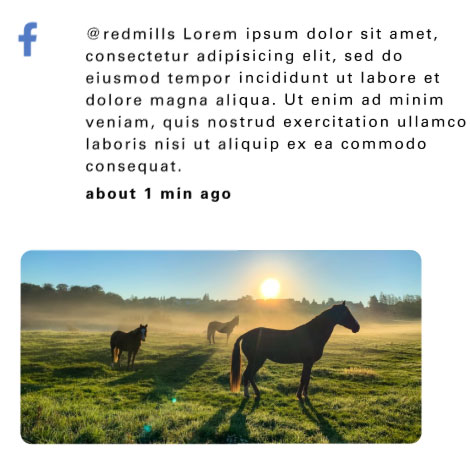 @redmills Lorem ipsum dolor sit amet,
consectetur adipisicing elit, sed do
eiusmod tempor incididunt ut labore et
dolore magna aliqua. Ut enim ad minim
veniam, quis nostrud exercitation ullamco
laboris nisi ut aliquip ex ea commodo
consequat.
about 1 min ago